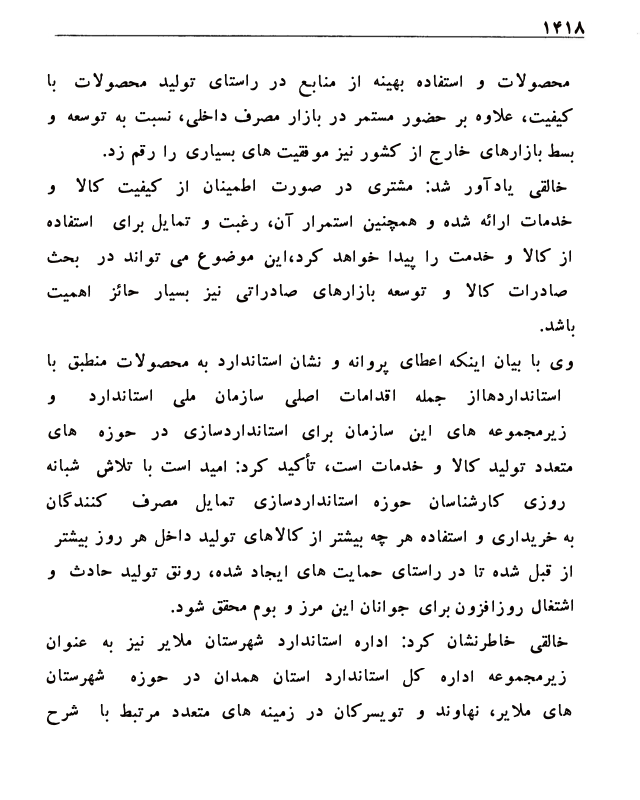 ۱۴۱۸
محصولات و استفاده بهینه از منابع در راستای تولید محصولات با
کیفیت، علاوه بر حضور مستمر در بازار مصرف داخلی، نسبت به توسعه و
بسط بازارهای خارج از کشور نیز موفقیت های بسیاری را رقم زد.
خالقی یادآور شد: مشتری در صورت اطمینان از کیفیت کالا و
خدمات ارائه شده و همچنین استمرار آن، رغبت و تمایل برای استفاده
از کالا و خدمت را پیدا خواهد کرد،این موضوع می تواند در بحث
صادرات کالا و توسعه بازارهای صادراتی نیز بسیار حائز اهمیت
باشد.
وی با بیان اینکه اعطای پروانه و نشان استاندارد به محصولات منطبق با
استانداردهااز جمله اقدامات اصلی سازمان ملی استاندارد و
زیرمجموعه های این سازمان برای استانداردسازی در حوزه های
متعدد تولید کالا و خدمات است، تأکید کرد: امید است با تلاش شبانه
روزی کارشناسان حوزه استانداردسازی تمایل مصرف کنندگان
به خریداری و استفاده هر چه بیشتر از کالاهای تولید داخل هر روز بیشتر
از قبل شده تا در راستای حمایت های ایجاد شده، رونق تولید حادث و
اشتغال روزافزون برای جوانان این مرز و بوم محقق شود.
خالقی خاطرنشان کرد: اداره استاندارد شهرستان ملایر نیز به عنوان
زیرمجموعه اداره کل استاندارد استان همدان در حوزه شهرستان
های ملایر، نهاوند و تویسرکان در زمینه های متعدد مرتبط با شرح